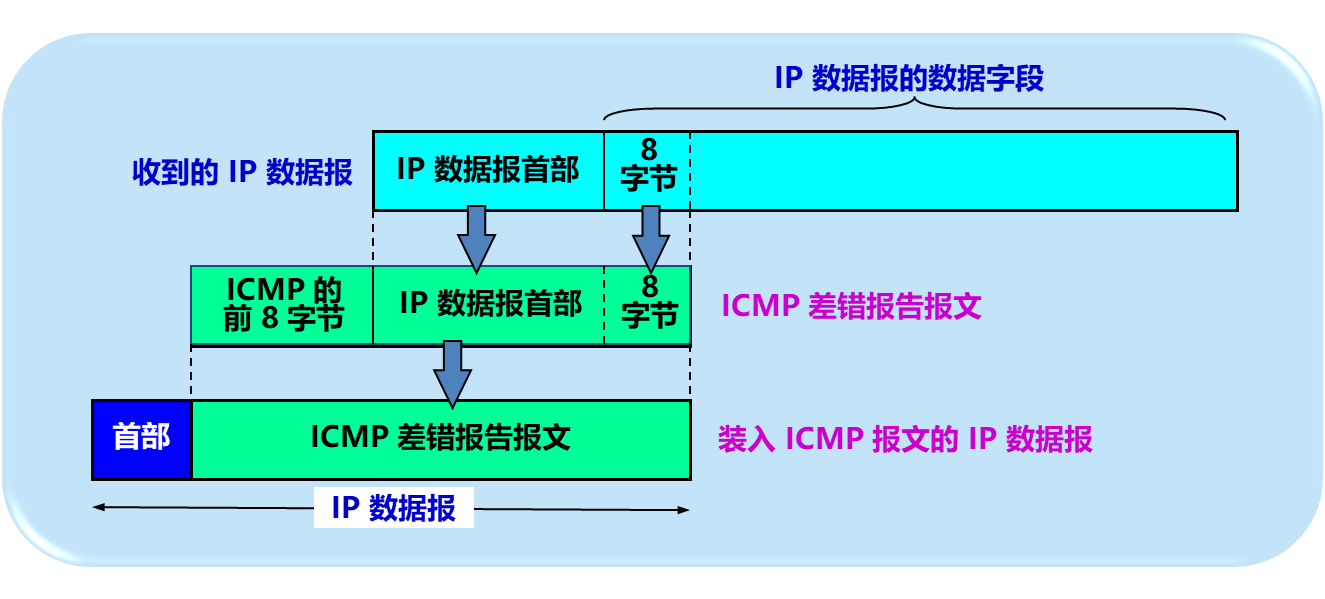 IP 数据报的数据字段
收到的 IP 数据报
IP 数据报首部
8
字节
ICMP 的
前 8 字节
IP 数据报首部
8
字节
ICMP 差错报告报文
首部
ICMP 差错报告报文
装入 ICMP 报文的 IP 数据报
IP 数据报